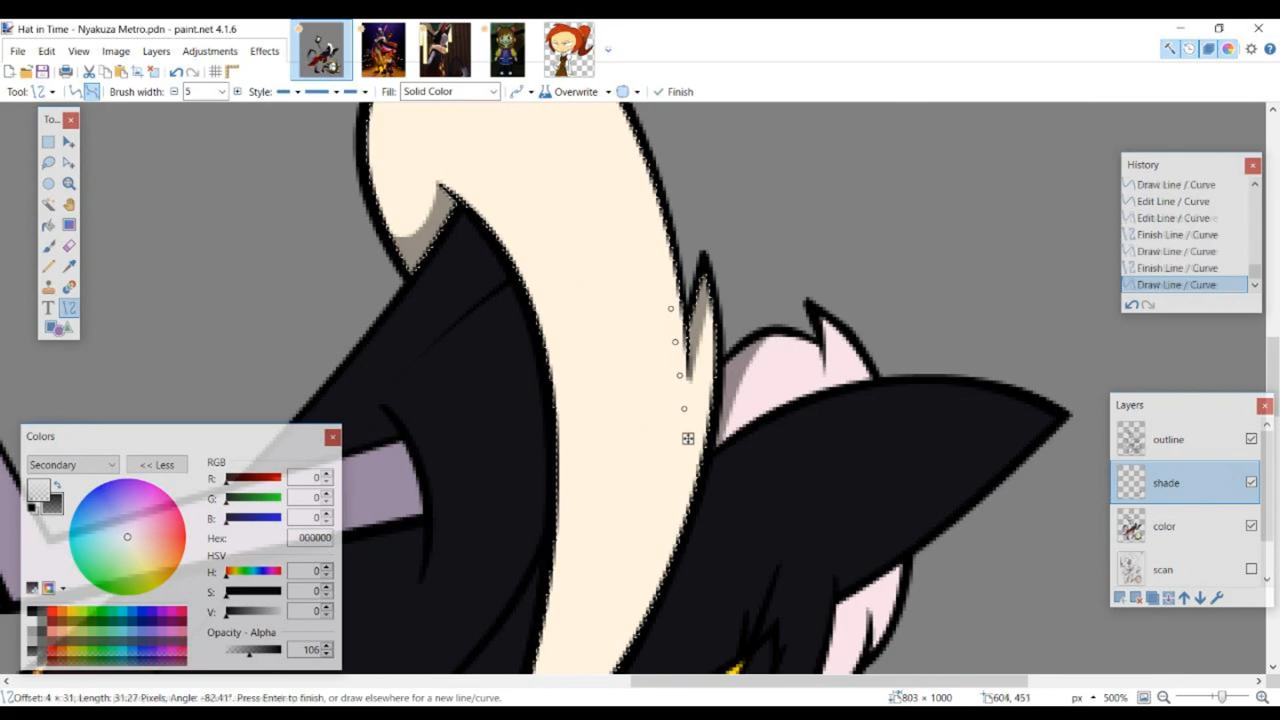 Hat in Time - Nyakuza Metro.pdn - paint.net 4.1.6
File Edit View Image Layers Adjustments Effects
Tool: Brush width: 5 Style: Fill: Solid Color Overwrite Finish
To...
History
Draw Line / Curve
Edit Line / Curve
Edit Line / Curve
Finish Line / Curve
Draw Line / Curve
Finish Line / Curve
Draw Line / Curve
Layers
outline
shade
color
scan
Colors
Secondary << Less
RGB
R: 0
G: 0
B: 0
Hex: 000000
HSV
H: 0
S: 0
V: 0
Opacity - Alpha
106
Offset: 4 × 31, Length: 31.27 Pixels, Angle: -82.41°. Press Enter to finish, or draw elsewhere for a new line/curve. 803 × 1000 604, 451 px 500%